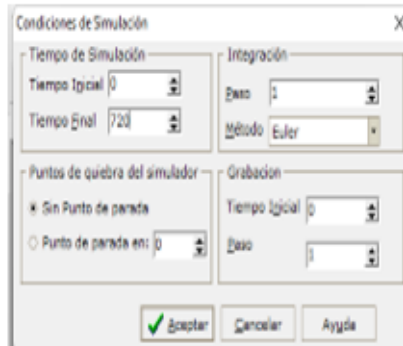 Condiciones de Simulación
Tiempo de Simulación
Tiempo Inicial 0
Tiempo Final 720
Integración
Paso 1
Método Euler
Puntos de quiebra del simulador
Sin Punto de parada
Punto de parada en: 0
Grabacion
Tiempo Inicial 0
Paso 1
Aceptar Cancelar Ayuda